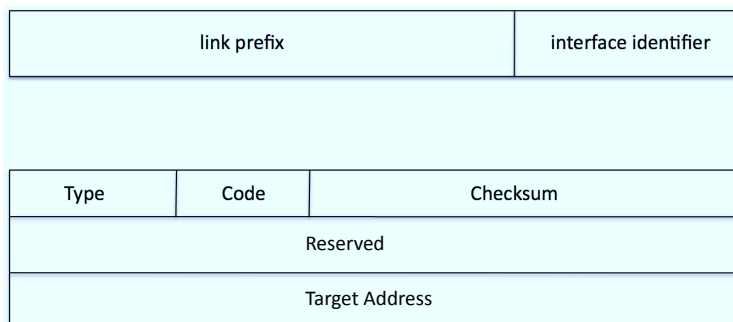 link prefix interface identifier
Type Code Checksum
Reserved
Target Address